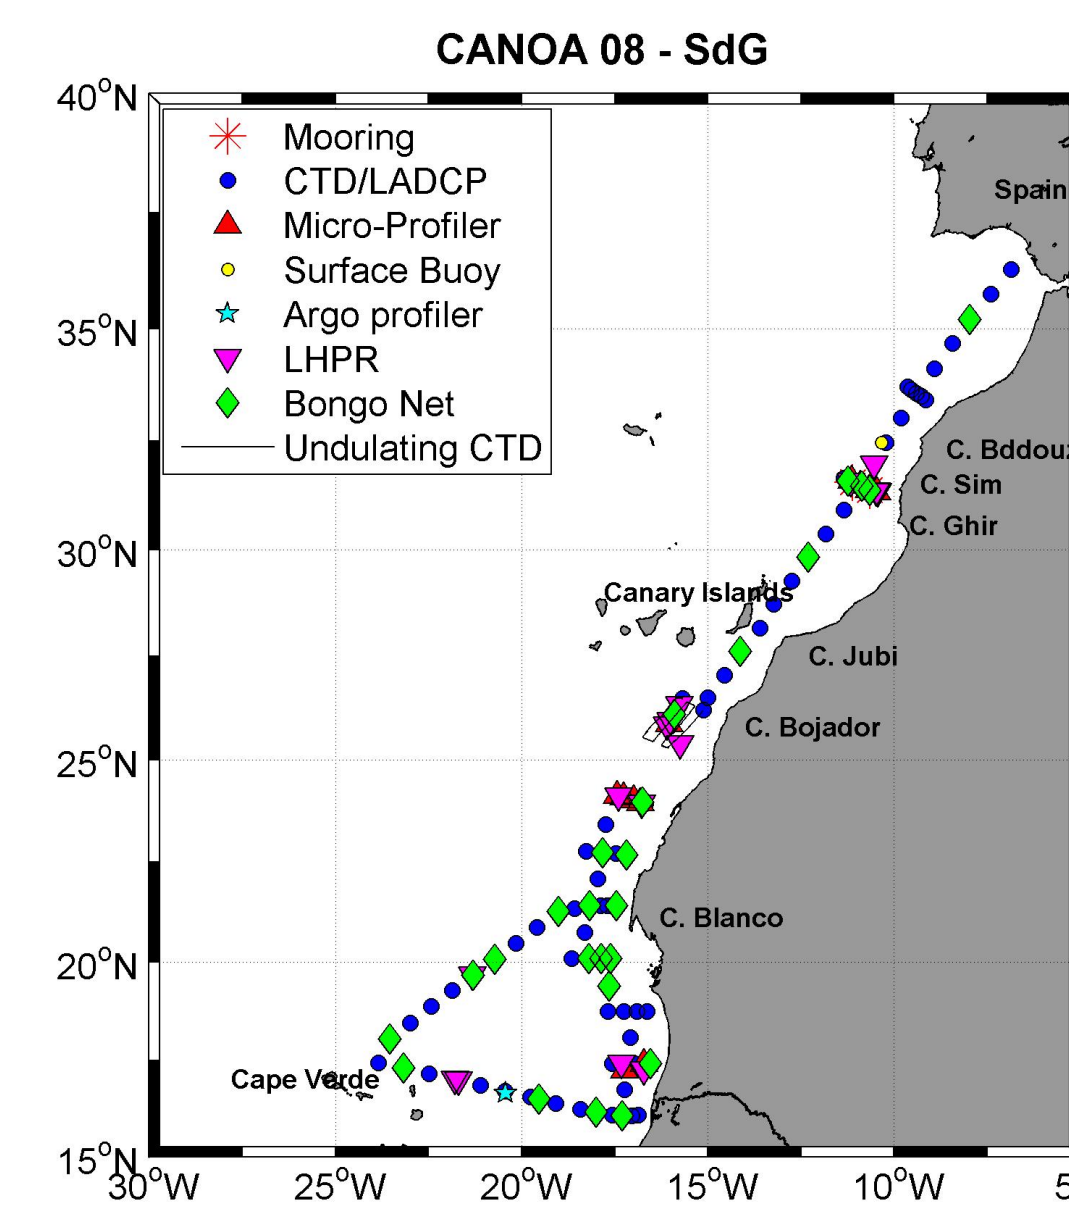 CANOA 08 - SdG
40°N
Mooring
CTD/LADCP
Micro-Profiler
Surface Buoy
Argo profiler
LHPR
Bongo Net
Undulating CTD
Spain
35°N
C. Bddouz
C. Sim
C. Ghir
30°N
Canary Islands
C. Jubi
C. Bojador
25°N
C. Blanco
20°N
Cape Verde
15°N
30°W 25°W 20°W 15°W 10°W 5